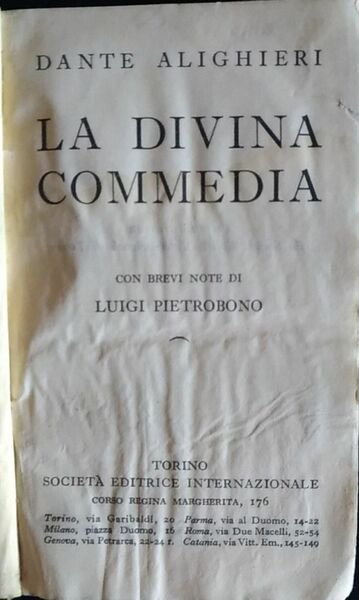 DANTE ALIGHIERI
LA DIVINA
COMMEDIA
CON BREVI NOTE DI
LUIGI PIETROBONO
TORINO
SOCIETÀ EDITRICE INTERNAZIONALE
CORSO REGINA MARGHERITA, 176
Torino, via Garibaldi, 20 Parma, via al Duomo, 14-22
Milano, piazza Duomo, 16 Roma, via Due Macelli, 52-54
Genova, via Petrarca, 22-24 r. Catania, via Vitt. Em., 145-149